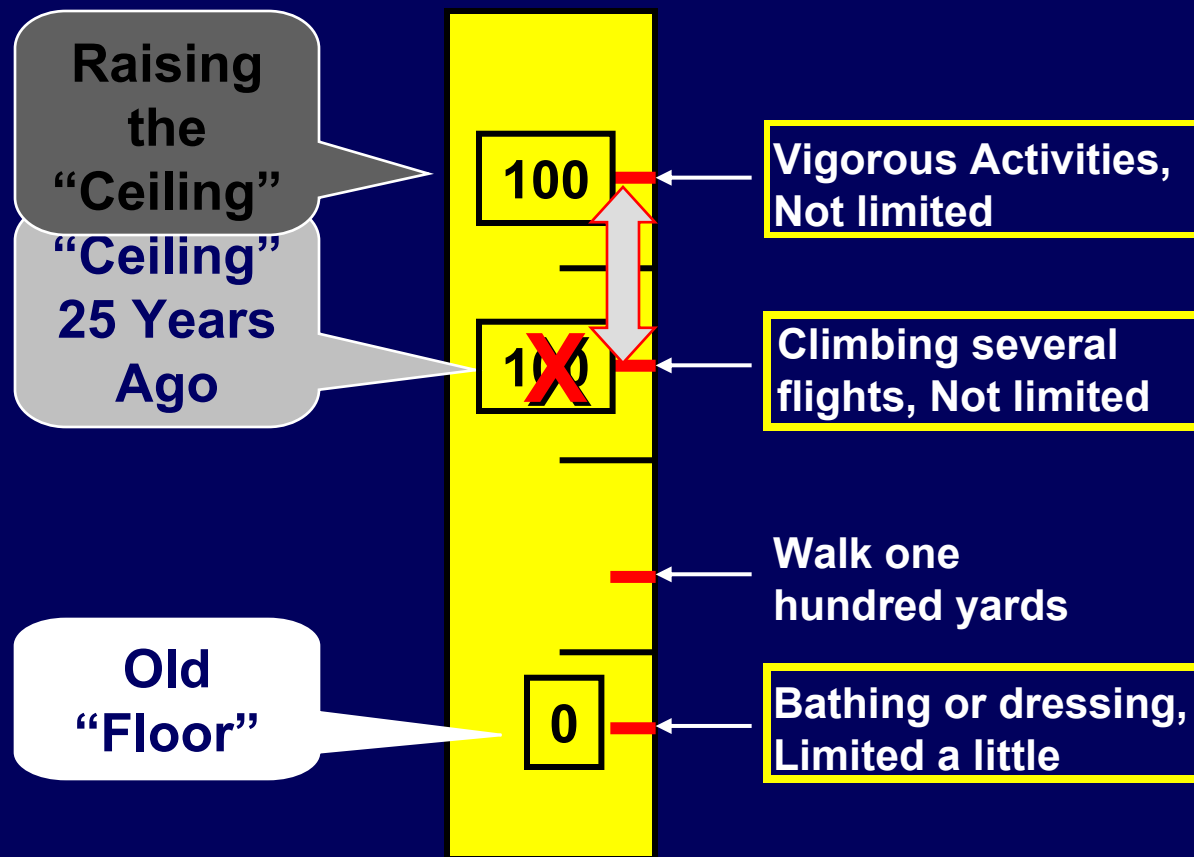 Raising
the
“Ceiling”
“Ceiling”
25 Years
Ago
Old
“Floor”
100
100
X
0
Vigorous Activities,
Not limited
Climbing several
flights, Not limited
Walk one
hundred yards
Bathing or dressing,
Limited a little